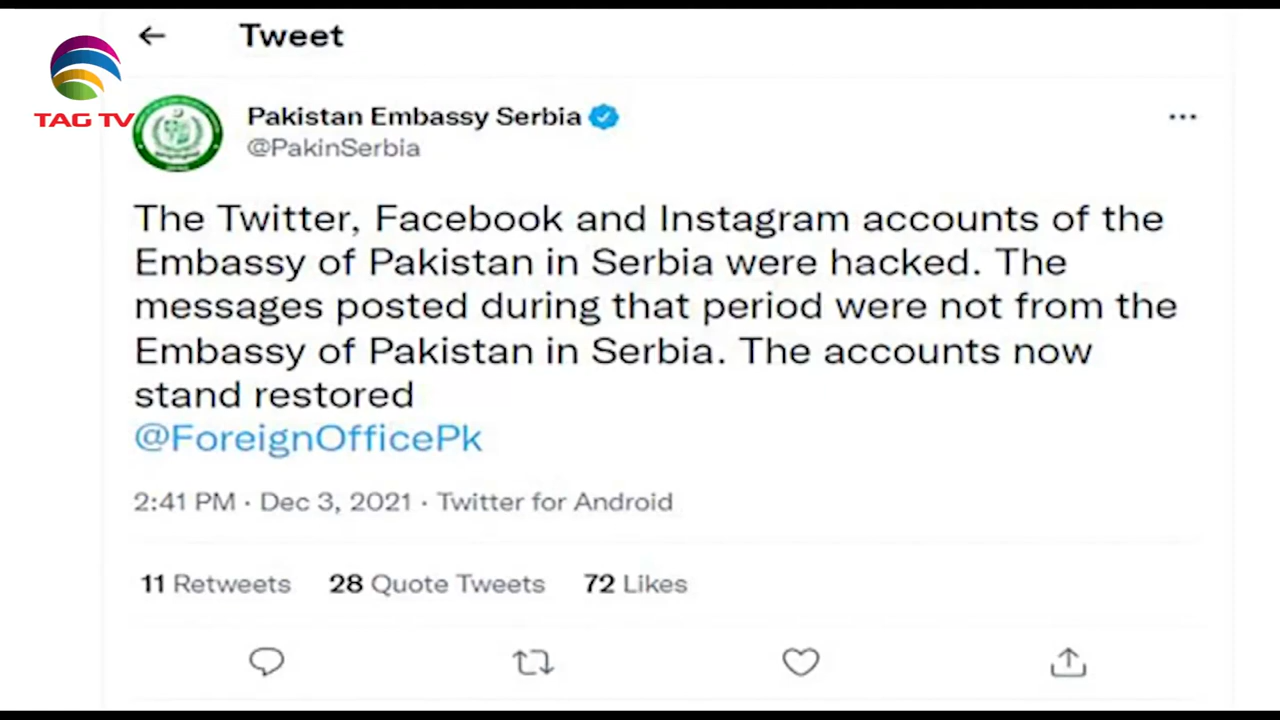 Tweet
TAG TV
Pakistan Embassy Serbia
@PakinSerbia
The Twitter, Facebook and Instagram accounts of the
Embassy of Pakistan in Serbia were hacked. The
messages posted during that period were not from the
Embassy of Pakistan in Serbia. The accounts now
stand restored
@ForeignOfficePk
2:41 PM · Dec 3, 2021 · Twitter for Android
11 Retweets 28 Quote Tweets 72 Likes